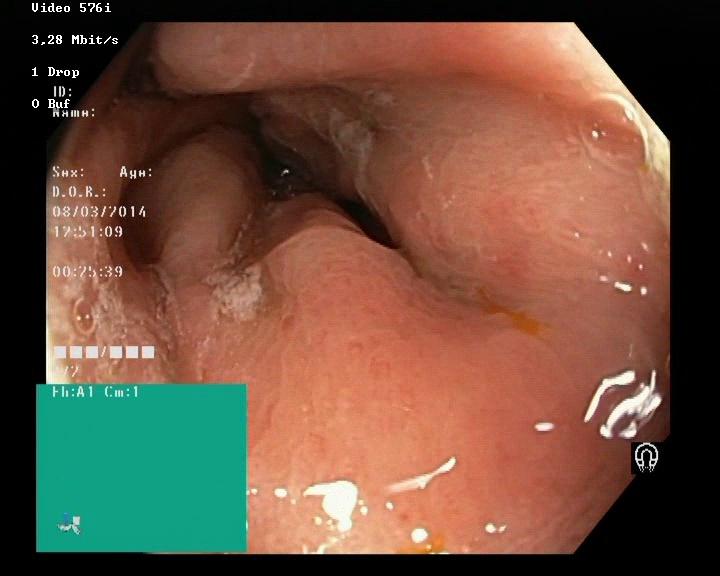 Video 576i
3,28 Mbit/s
1 Drop
ID:
0 Buf
Name:
Sex: Age:
D.O.B.:
08/03/2014
12:51:09
00:25:39
/
Eh:A1 Cm:1